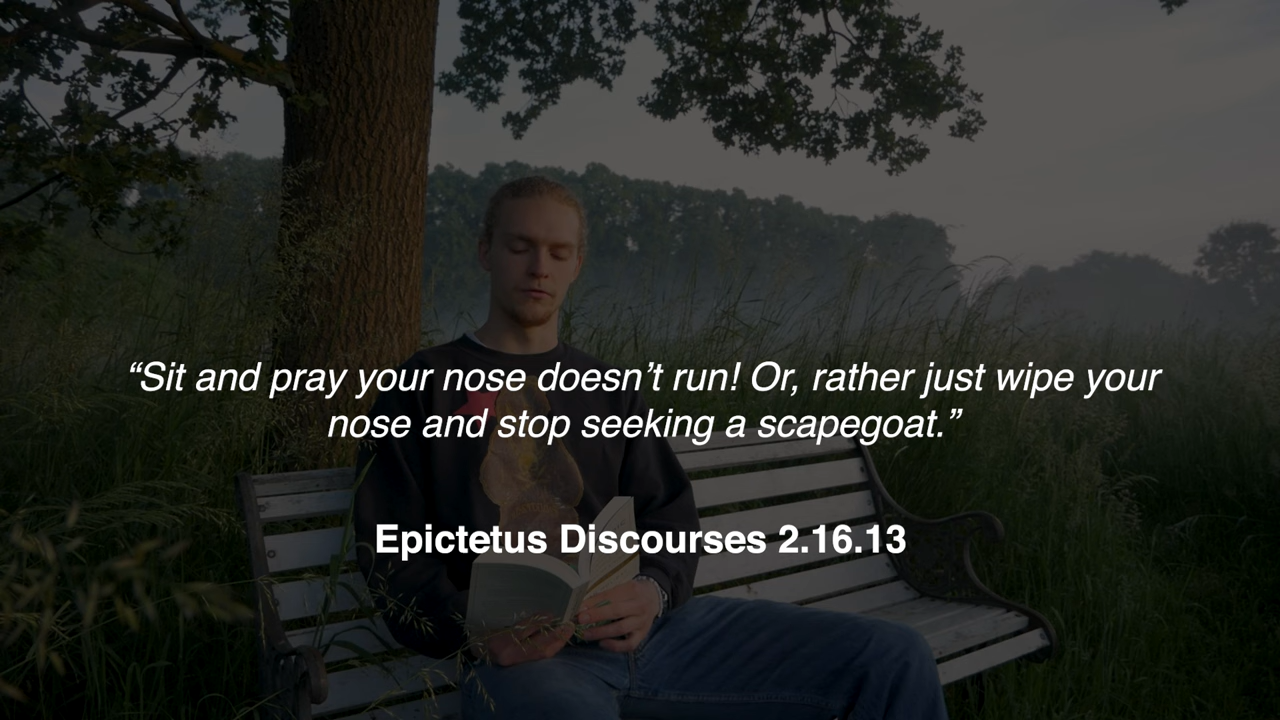 “Sit and pray your nose doesn’t run! Or, rather just wipe your
nose and stop seeking a scapegoat.”
Epictetus Discourses 2.16.13